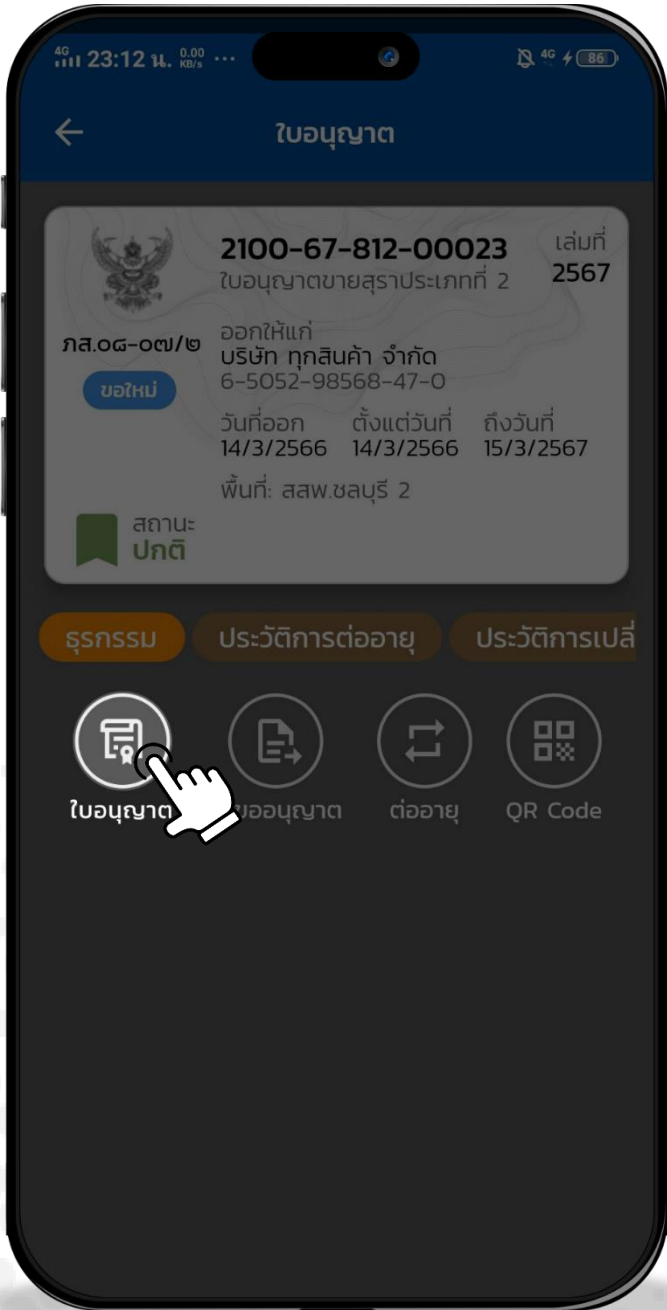 4G 23:12 น. 0.00 KB/s ... 4G 86
ใบอนุญาต
2100-67-812-00023 เล่มที่
ใบอนุญาตขายสุราประเภทที่ 2 2567
ภส.๐๘-๐๗/๒
ขอใหม่
ออกให้แก่
บริษัท ทุกสินค้า จำกัด
6-5052-98568-47-0
วันที่ออก ตั้งแต่วันที่ ถึงวันที่
14/3/2566 14/3/2566 15/3/2567
พื้นที่: สสพ.ชลบุรี 2
สถานะ
ปกติ
ธุรกรรม ประวัติการต่ออายุ ประวัติการเปลี่
ใบอนุญาต ขออนุญาต ต่ออายุ QR Code